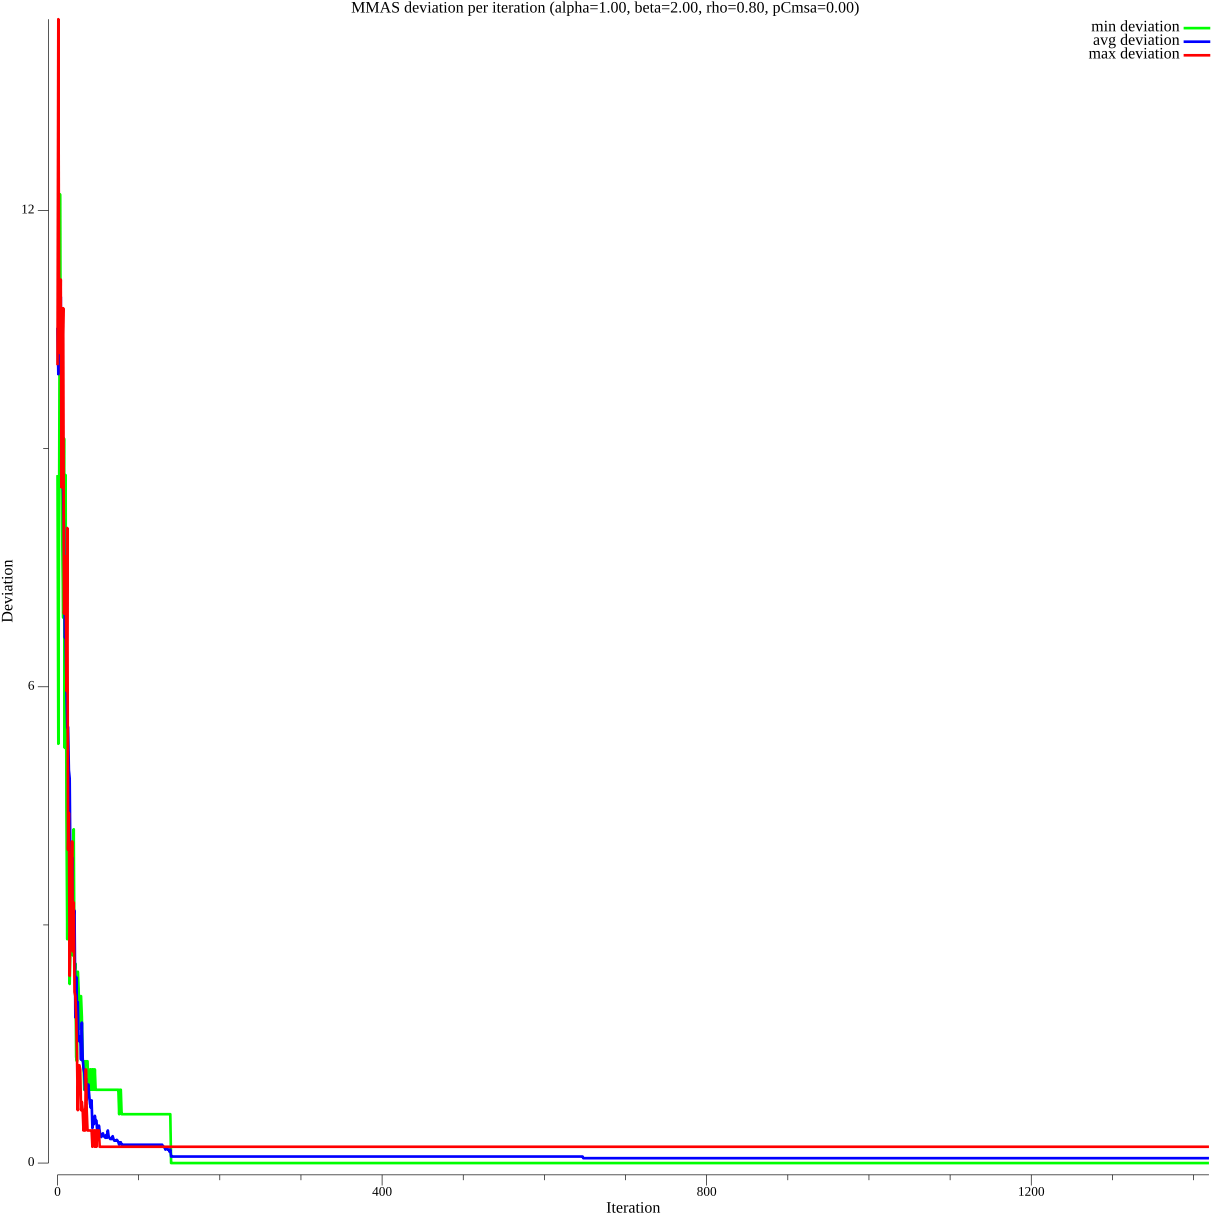 MMAS deviation per iteration (alpha=1.00, beta=2.00, rho=0.80, pCmsa=0.00)
min deviation
avg deviation
max deviation
12
6
0
Deviation
0 400 800 1200
Iteration